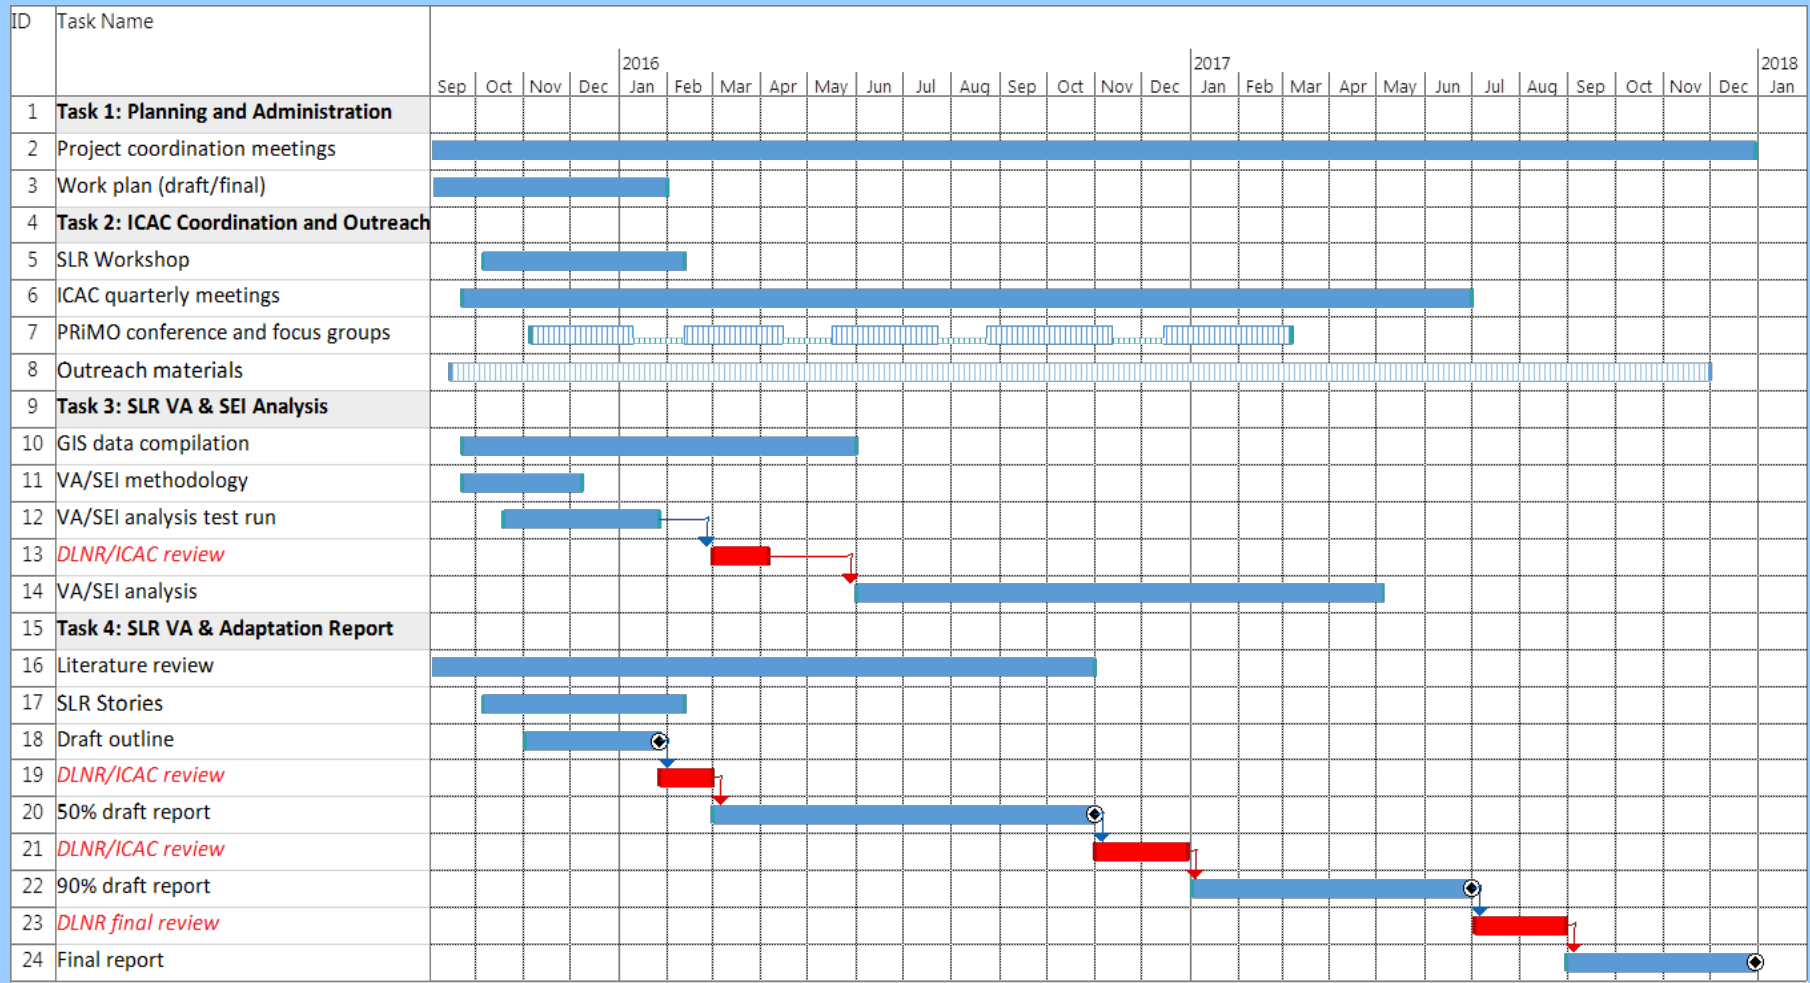 ID Task Name
2016 2017 2018
Sep Oct Nov Dec Jan Feb Mar Apr May Jun Jul Aug Sep Oct Nov Dec Jan Feb Mar Apr May Jun Jul Aug Sep Oct Nov Dec Jan
1 Task 1: Planning and Administration
2 Project coordination meetings
3 Work plan (draft/final)
4 Task 2: ICAC Coordination and Outreach
5 SLR Workshop
6 ICAC quarterly meetings
7 PRiMO conference and focus groups
8 Outreach materials
9 Task 3: SLR VA & SEI Analysis
10 GIS data compilation
11 VA/SEI methodology
12 VA/SEI analysis test run
13 DLNR/ICAC review
14 VA/SEI analysis
15 Task 4: SLR VA & Adaptation Report
16 Literature review
17 SLR Stories
18 Draft outline
19 DLNR/ICAC review
20 50% draft report
21 DLNR/ICAC review
22 90% draft report
23 DLNR final review
24 Final report